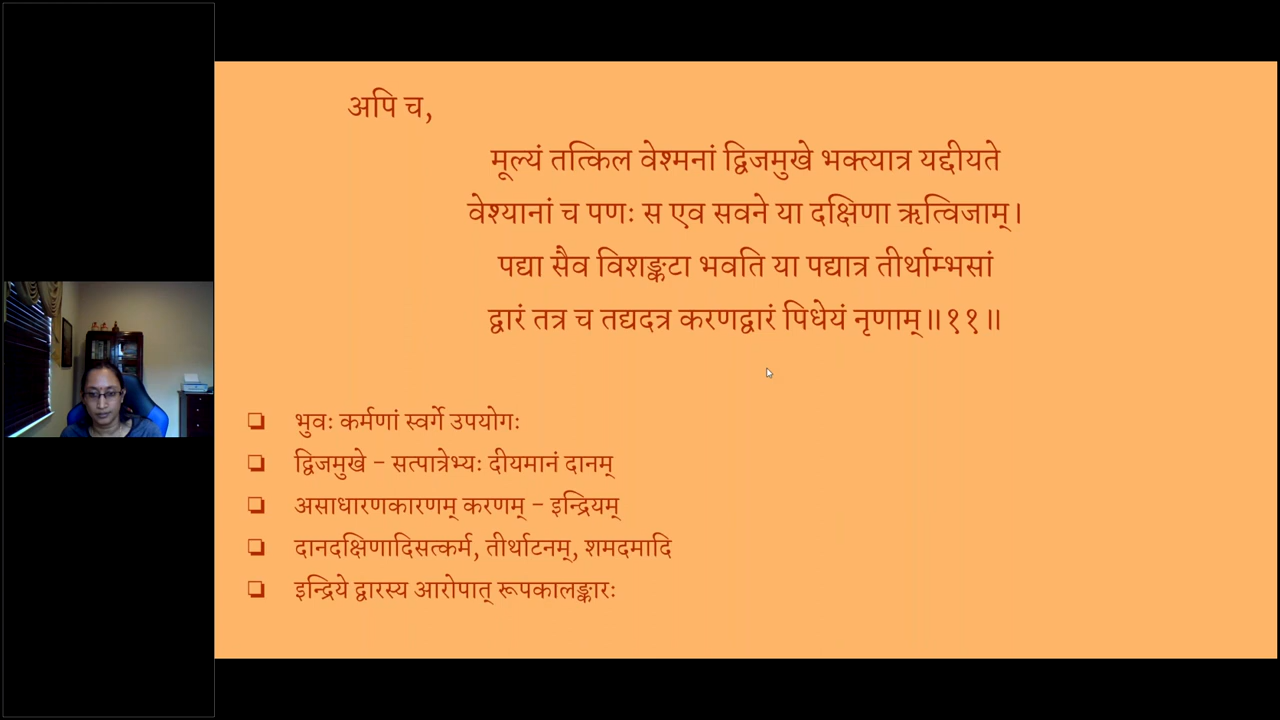 अपि च,
मूल्यं तत्किल वेश्मनां द्विजमुखे भक्त्यात्र यद्दीयते
वेश्यानां च पणः स एव सवने या दक्षिणा ऋत्विजाम्।
पद्या सैव विशङ्कटा भवति या पद्यात्र तीर्थाम्भसां
द्वारं तत्र च तद्यदत्र करणद्वारं पिधेयं नृणाम्॥११॥
❏ भुवः कर्मणां स्वर्गे उपयोगः
❏ द्विजमुखे - सत्पात्रेभ्यः दीयमानं दानम्
❏ असाधारणकारणम् करणम् - इन्द्रियम्
❏ दानदक्षिणादिसत्कर्म, तीर्थाटनम्, शमदमादि
❏ इन्द्रिये द्वारस्य आरोपात् रूपकालङ्कारः